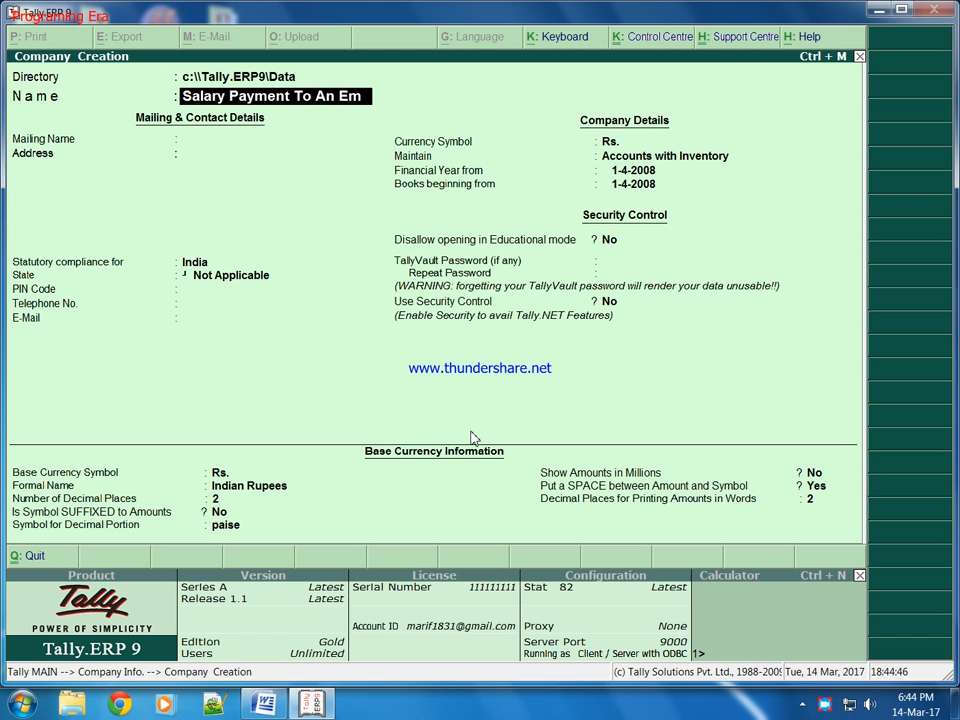 Tally.ERP 9
Programing Era
P: Print E: Export M: E-Mail O: Upload G: Language K: Keyboard K: Control Centre H: Support Centre H: Help
Company Creation Ctrl + M
Directory : c:\\Tally.ERP9\Data
Name : Salary Payment To An Em
Mailing & Contact Details
Company Details
Mailing Name :
Address :
Currency Symbol : Rs.
Maintain : Accounts with Inventory
Financial Year from : 1-4-2008
Books beginning from : 1-4-2008
Security Control
Disallow opening in Educational mode ? No
Statutory compliance for : India
State : ┘ Not Applicable
PIN Code :
Telephone No. :
E-Mail :
TallyVault Password (if any) :
Repeat Password :
(WARNING: forgetting your TallyVault password will render your data unusable!!)
Use Security Control ? No
(Enable Security to avail Tally.NET Features)
www.thundershare.net
Base Currency Information
Base Currency Symbol : Rs.
Formal Name : Indian Rupees
Number of Decimal Places : 2
Is Symbol SUFFIXED to Amounts ? No
Symbol for Decimal Portion : paise
Show Amounts in Millions ? No
Put a SPACE between Amount and Symbol ? Yes
Decimal Places for Printing Amounts in Words : 2
Q: Quit
Product Version License Configuration Calculator Ctrl + N
Tally
POWER OF SIMPLICITY
Tally.ERP 9
Series A Latest
Release 1.1 Latest
Edition Gold
Users Unlimited
Serial Number 111111111
Account ID marif1831@gmail.com
Stat 82 Latest
Proxy None
Server Port 9000
Running as Client / Server with ODBC
1>
Tally MAIN --> Company Info. --> Company Creation (c) Tally Solutions Pvt. Ltd., 1988-2009 Tue, 14 Mar, 2017 18:44:46
6:44 PM
14-Mar-17